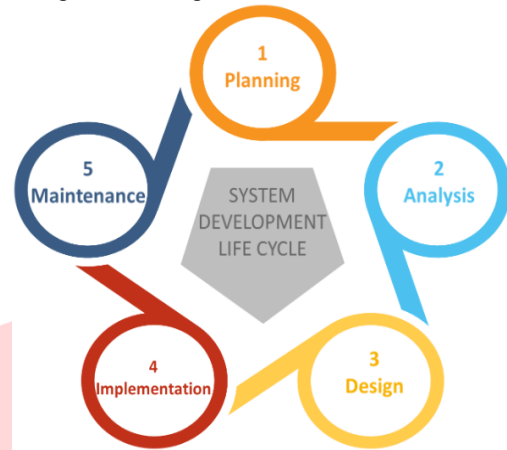 1
Planning
2
Analysis
3
Design
4
Implementation
5
Maintenance
SYSTEM
DEVELOPMENT
LIFE CYCLE